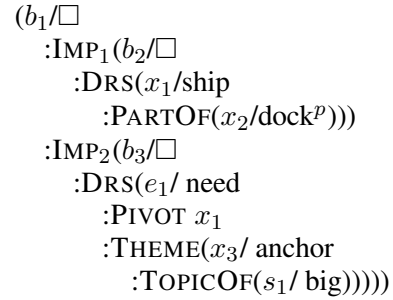 (b₁/□
:IMP₁(b₂/□
:DRS(x₁/ship
:PARTOF(x₂/dockᵖ)))
:IMP₂(b₃/□
:DRS(e₁/ need
:PIVOT x₁
:THEME(x₃/ anchor
:TOPICOF(s₁/ big)))))